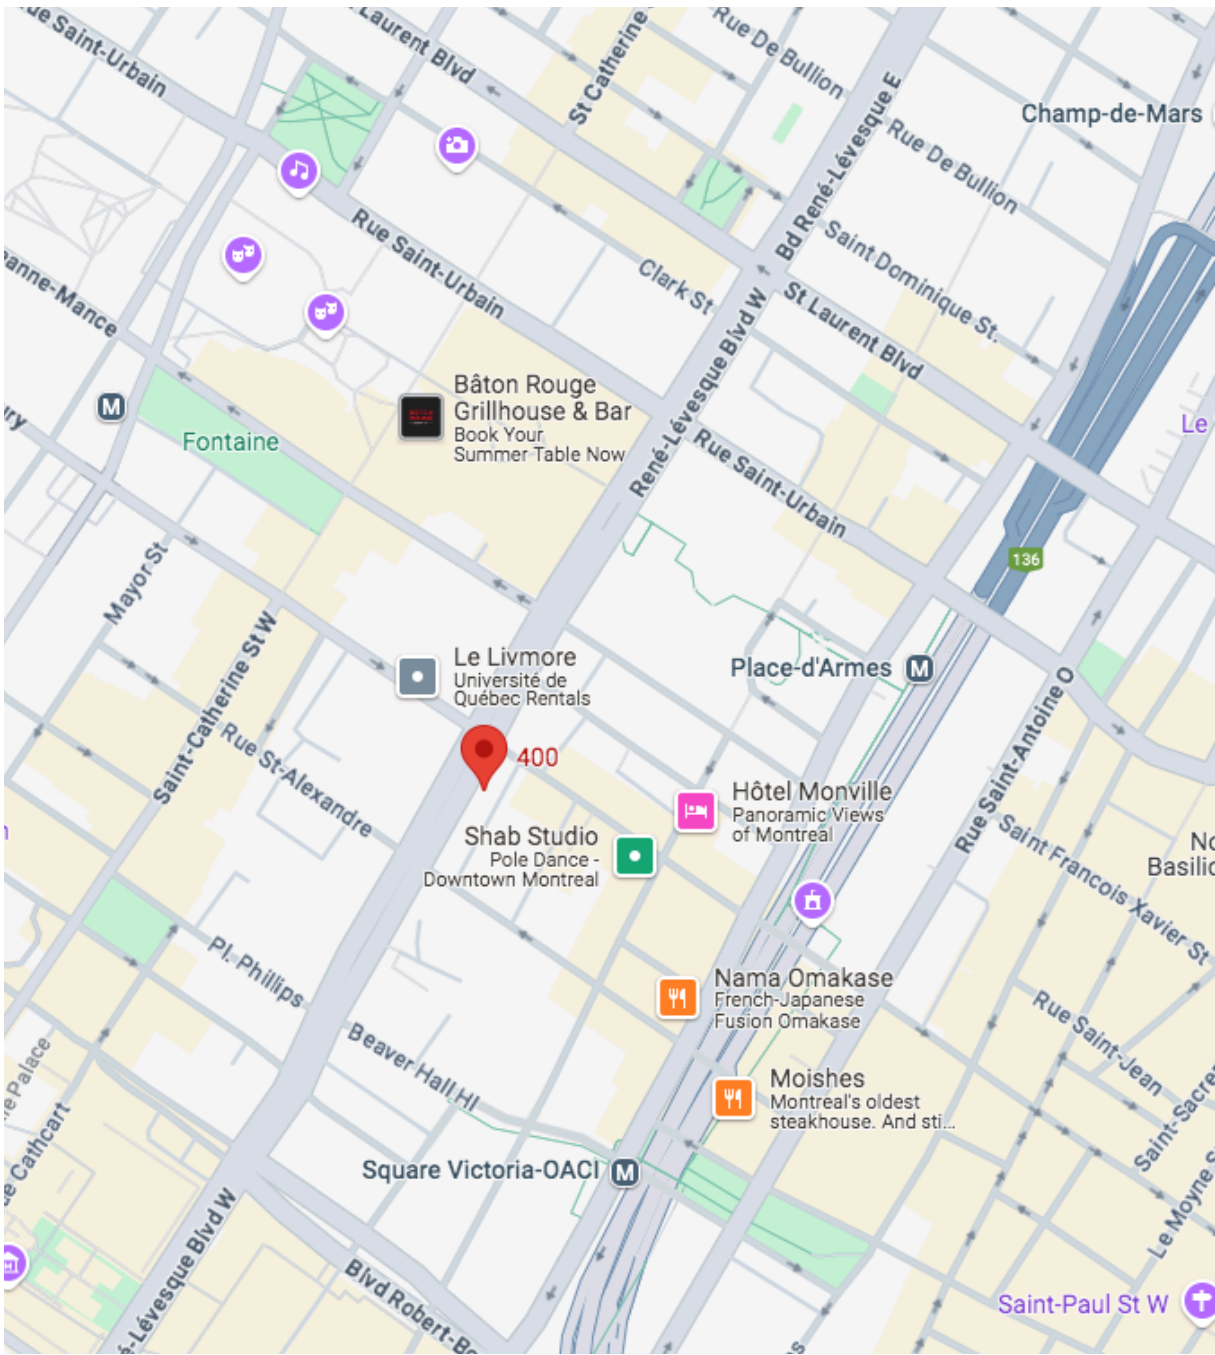 ue Saint-Urbain
Laurent Blvd
St Catherine
Rue De Bullion
Champ-de-Mars
Bd René-Lévesque E
Rue De Bullion
Rue Saint-Urbain
Clark St
Saint Dominique St.
anne-Mance
René-Lévesque Blvd W
St Laurent Blvd
M
Bâton Rouge
Grillhouse & Bar
Book Your
Summer Table Now
Le
ury
Fontaine
Rue Saint-Urbain
136
Mayor St
Saint-Catherine St W
Le Livmore
Université de
Québec Rentals
Place-d'Armes
M
Rue St-Alexandre
400
Rue Saint-Antoine O
Hôtel Monville
Panoramic Views
of Montreal
Shab Studio
Pole Dance -
Downtown Montreal
Saint Francois Xavier St
No
Basilic
Pl. Phillips
Nama Omakase
French-Japanese
Fusion Omakase
Rue Saint-Jean
Beaver Hall Hl
Moishes
Montreal's oldest
steakhouse. And sti...
e Palace
e Cathcart
Saint-Sacre
Square Victoria-OACI
M
Le Moyne S
é-Lévesque Blvd W
Blvd Robert-Bo
Saint-Paul St W